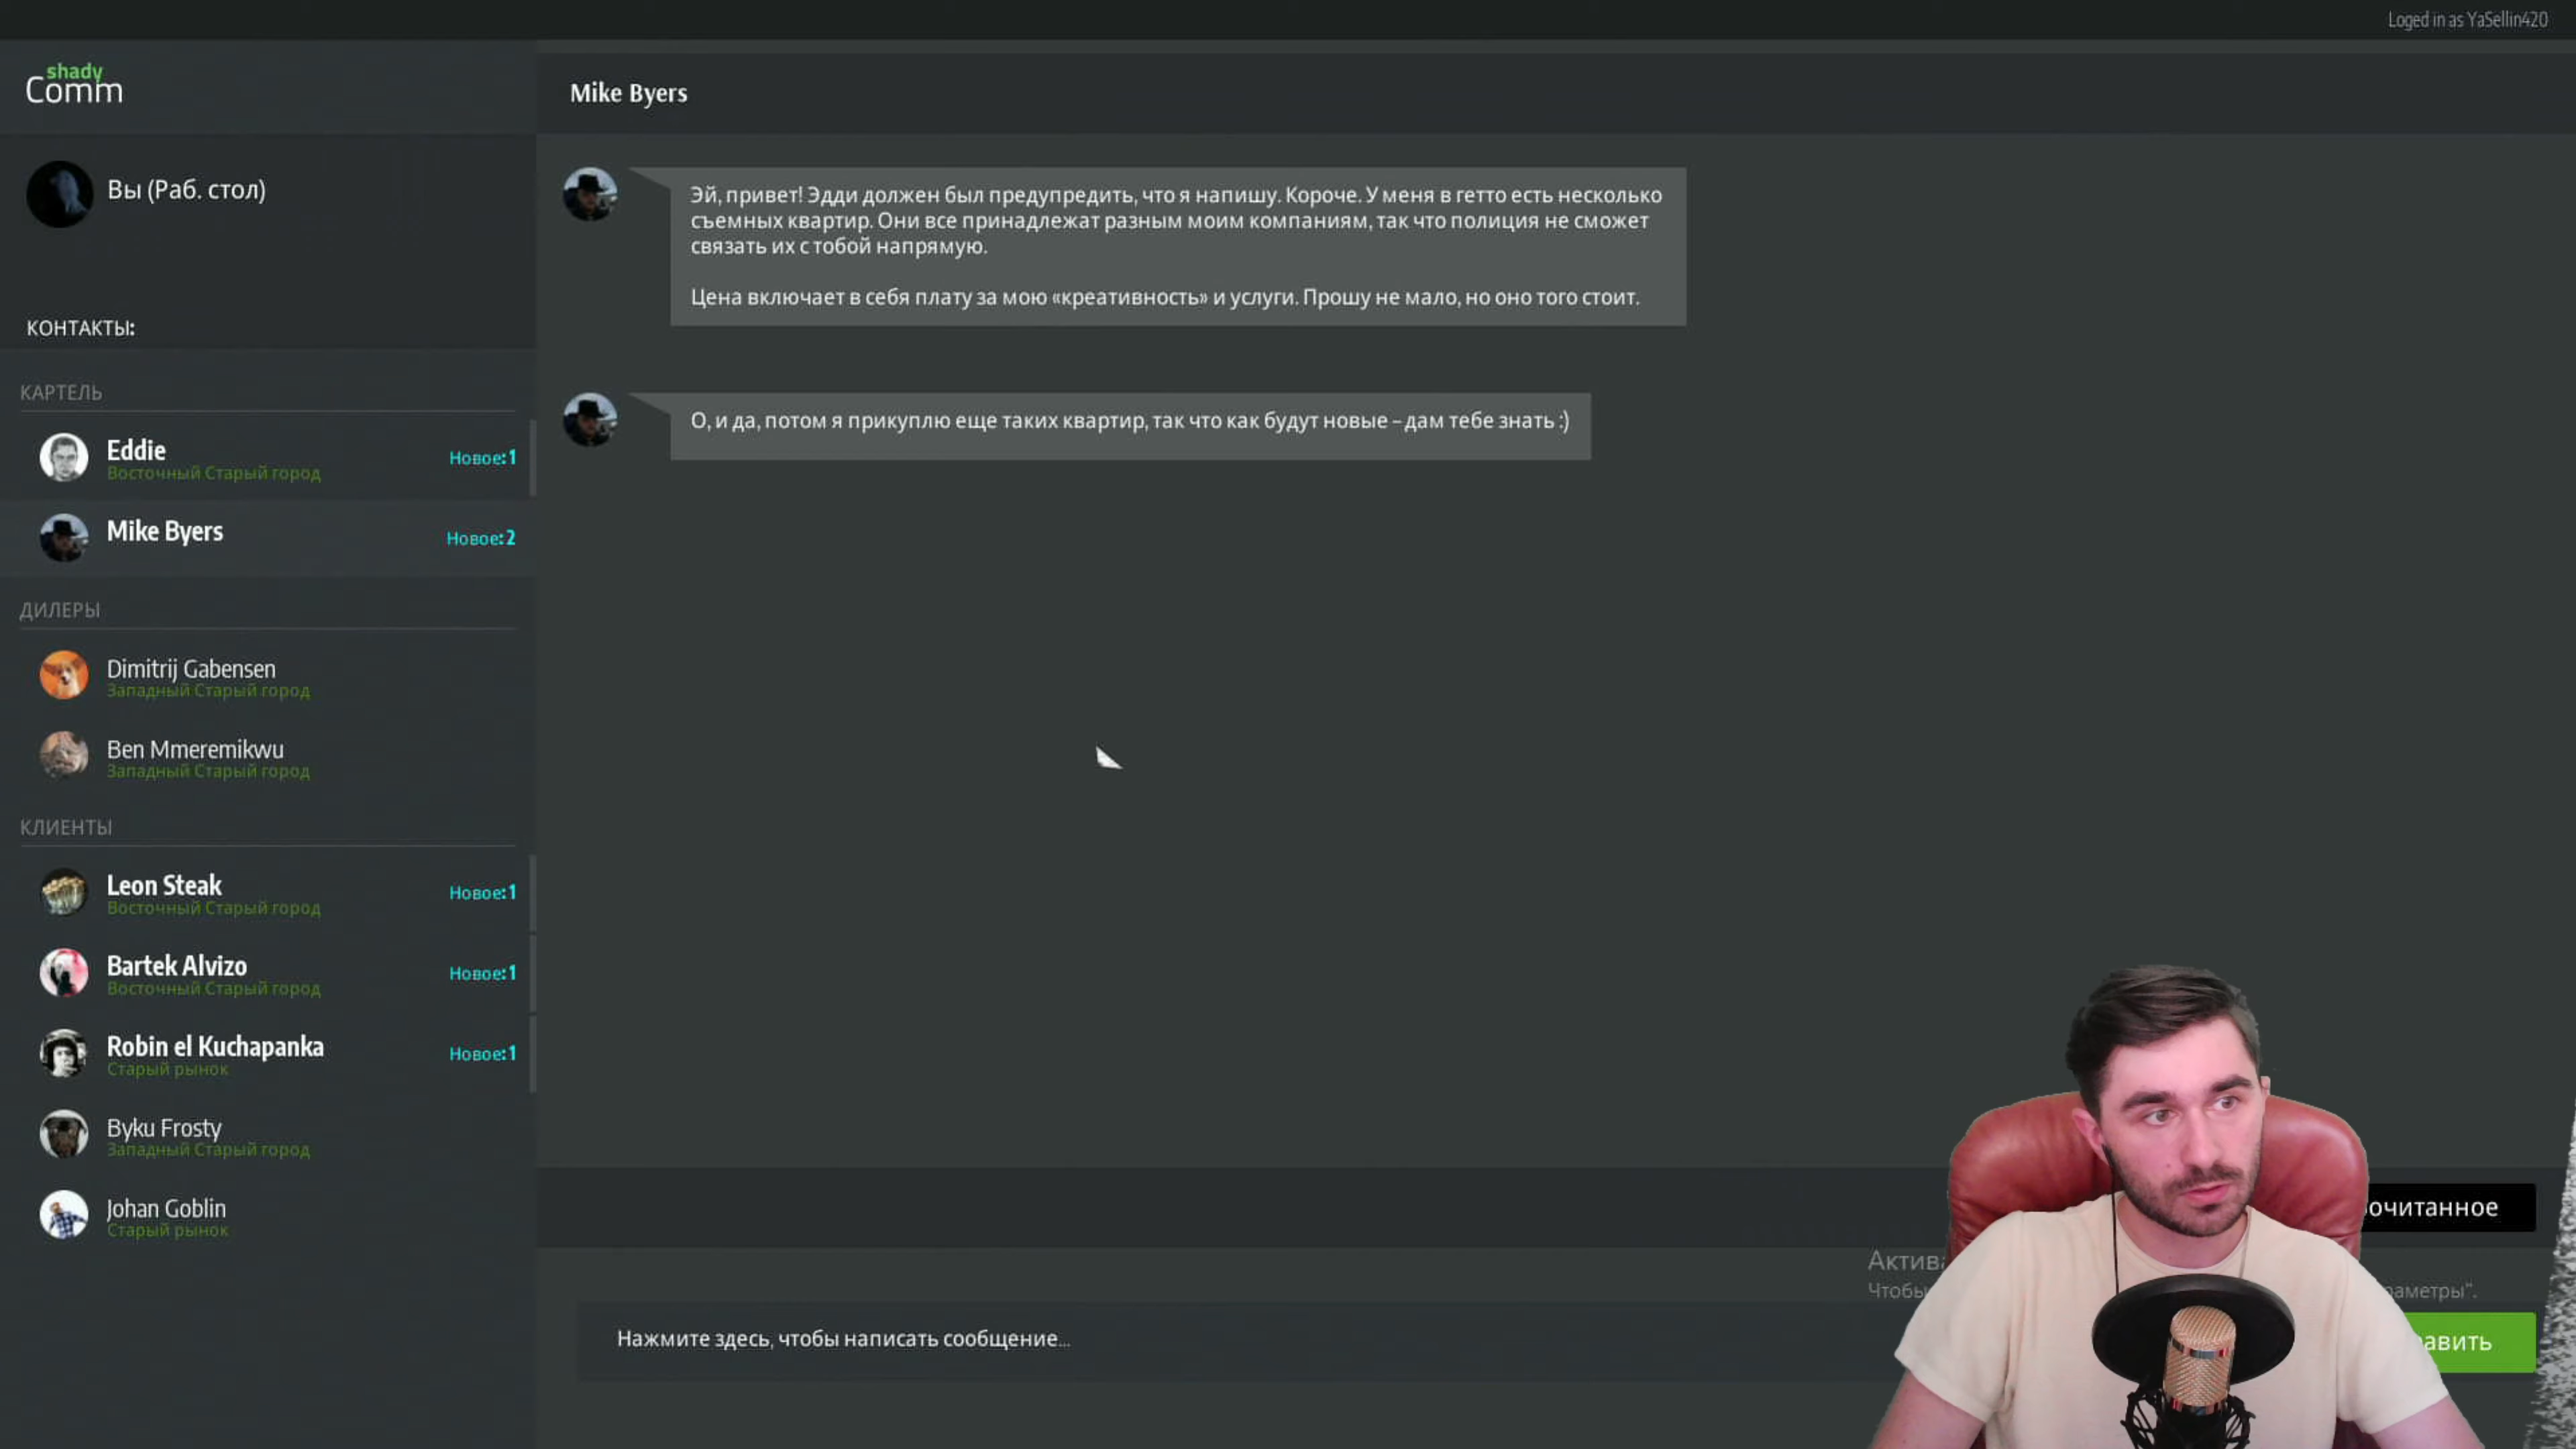 Loged in as YaSellin420
shady
Comm
Mike Byers
Вы (Раб. стол)
Эй, привет! Эдди должен был предупредить, что я напишу. Короче. У меня в гетто есть несколько
съемных квартир. Они все принадлежат разным моим компаниям, так что полиция не сможет
связать их с тобой напрямую.
Цена включает в себя плату за мою «креативность» и услуги. Прошу не мало, но оно того стоит.
О, и да, потом я прикуплю еще таких квартир, так что как будут новые – дам тебе знать :)
КОНТАКТЫ:
КАРТЕЛЬ
Eddie
Новое: 1
Восточный Старый город
Mike Byers
Новое: 2
ДИЛЕРЫ
Dimitrij Gabensen
Западный Старый город
Ben Mmeremikwu
Западный Старый город
КЛИЕНТЫ
Leon Steak
Новое: 1
Восточный Старый город
Bartek Alvizo
Новое: 1
Восточный Старый город
Robin el Kuchapanka
Новое: 1
Старый рынок
Byku Frosty
Западный Старый город
Johan Goblin
Старый рынок
очитанное
Актива
Чтобы
раметры".
Нажмите здесь, чтобы написать сообщение...
авить